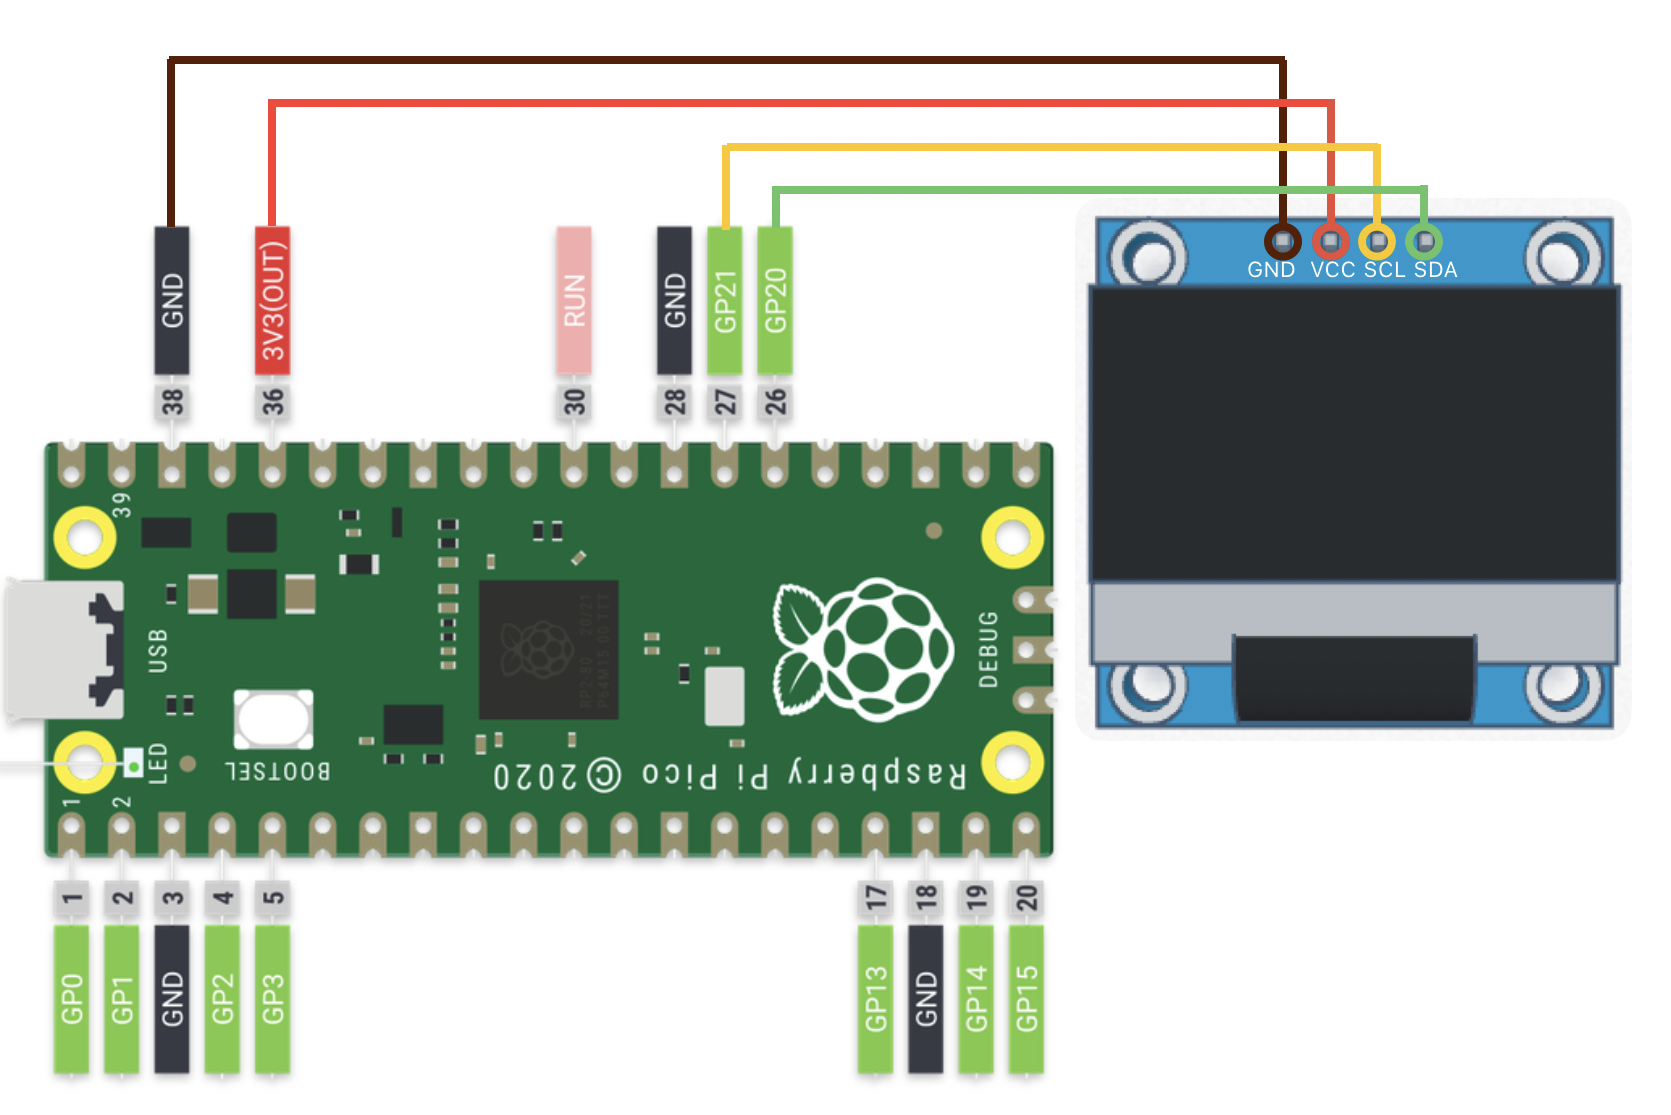 GND
3V3(OUT)
RUN
GND
GP21
GP20
38
36
30
28
27
26
GND VCC SCL SDA
39
USB
DEBUG
LED
BOOTSEL
Raspberry Pi Pico ©2020
1
2
1
2
3
4
5
17
18
19
20
GP0
GP1
GND
GP2
GP3
GP13
GND
GP14
GP15